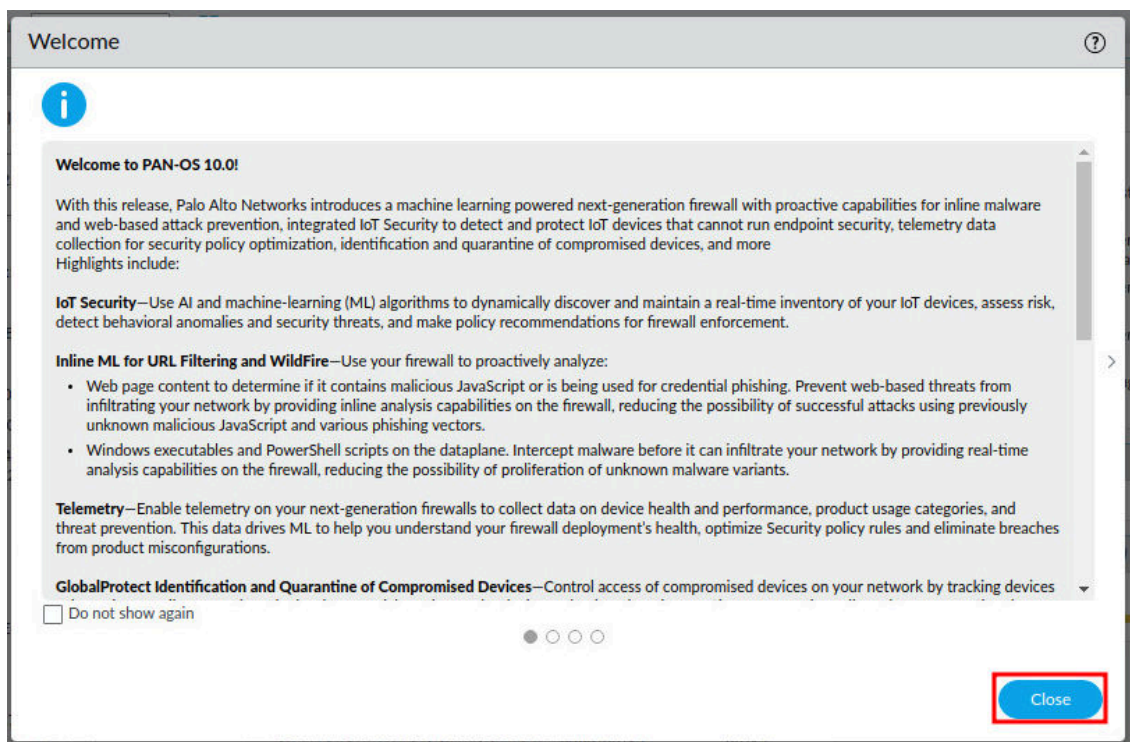 Welcome
Welcome to PAN-OS 10.0!
With this release, Palo Alto Networks introduces a machine learning powered next-generation firewall with proactive capabilities for inline malware
and web-based attack prevention, integrated IoT Security to detect and protect IoT devices that cannot run endpoint security, telemetry data
collection for security policy optimization, identification and quarantine of compromised devices, and more
Highlights include:
IoT Security—Use AI and machine-learning (ML) algorithms to dynamically discover and maintain a real-time inventory of your IoT devices, assess risk,
detect behavioral anomalies and security threats, and make policy recommendations for firewall enforcement.
Inline ML for URL Filtering and WildFire—Use your firewall to proactively analyze:
• Web page content to determine if it contains malicious JavaScript or is being used for credential phishing. Prevent web-based threats from
infiltrating your network by providing inline analysis capabilities on the firewall, reducing the possibility of successful attacks using previously
unknown malicious JavaScript and various phishing vectors.
• Windows executables and PowerShell scripts on the dataplane. Intercept malware before it can infiltrate your network by providing real-time
analysis capabilities on the firewall, reducing the possibility of proliferation of unknown malware variants.
Telemetry—Enable telemetry on your next-generation firewalls to collect data on device health and performance, product usage categories, and
threat prevention. This data drives ML to help you understand your firewall deployment's health, optimize Security policy rules and eliminate breaches
from product misconfigurations.
GlobalProtect Identification and Quarantine of Compromised Devices—Control access of compromised devices on your network by tracking devices
Do not show again
Close